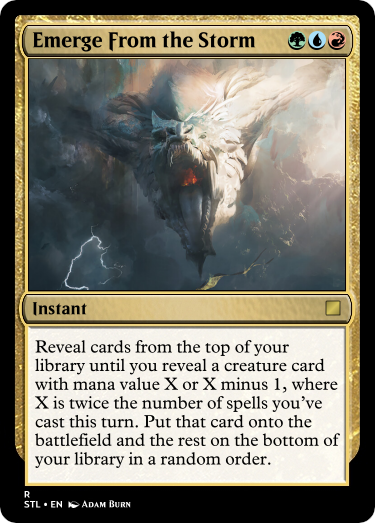 Emerge From the Storm
Instant
Reveal cards from the top of your
library until you reveal a creature card
with mana value X or X minus 1, where
X is twice the number of spells you've
cast this turn. Put that card onto the
battlefield and the rest on the bottom of
your library in a random order.
R
STL • EN Adam Burn